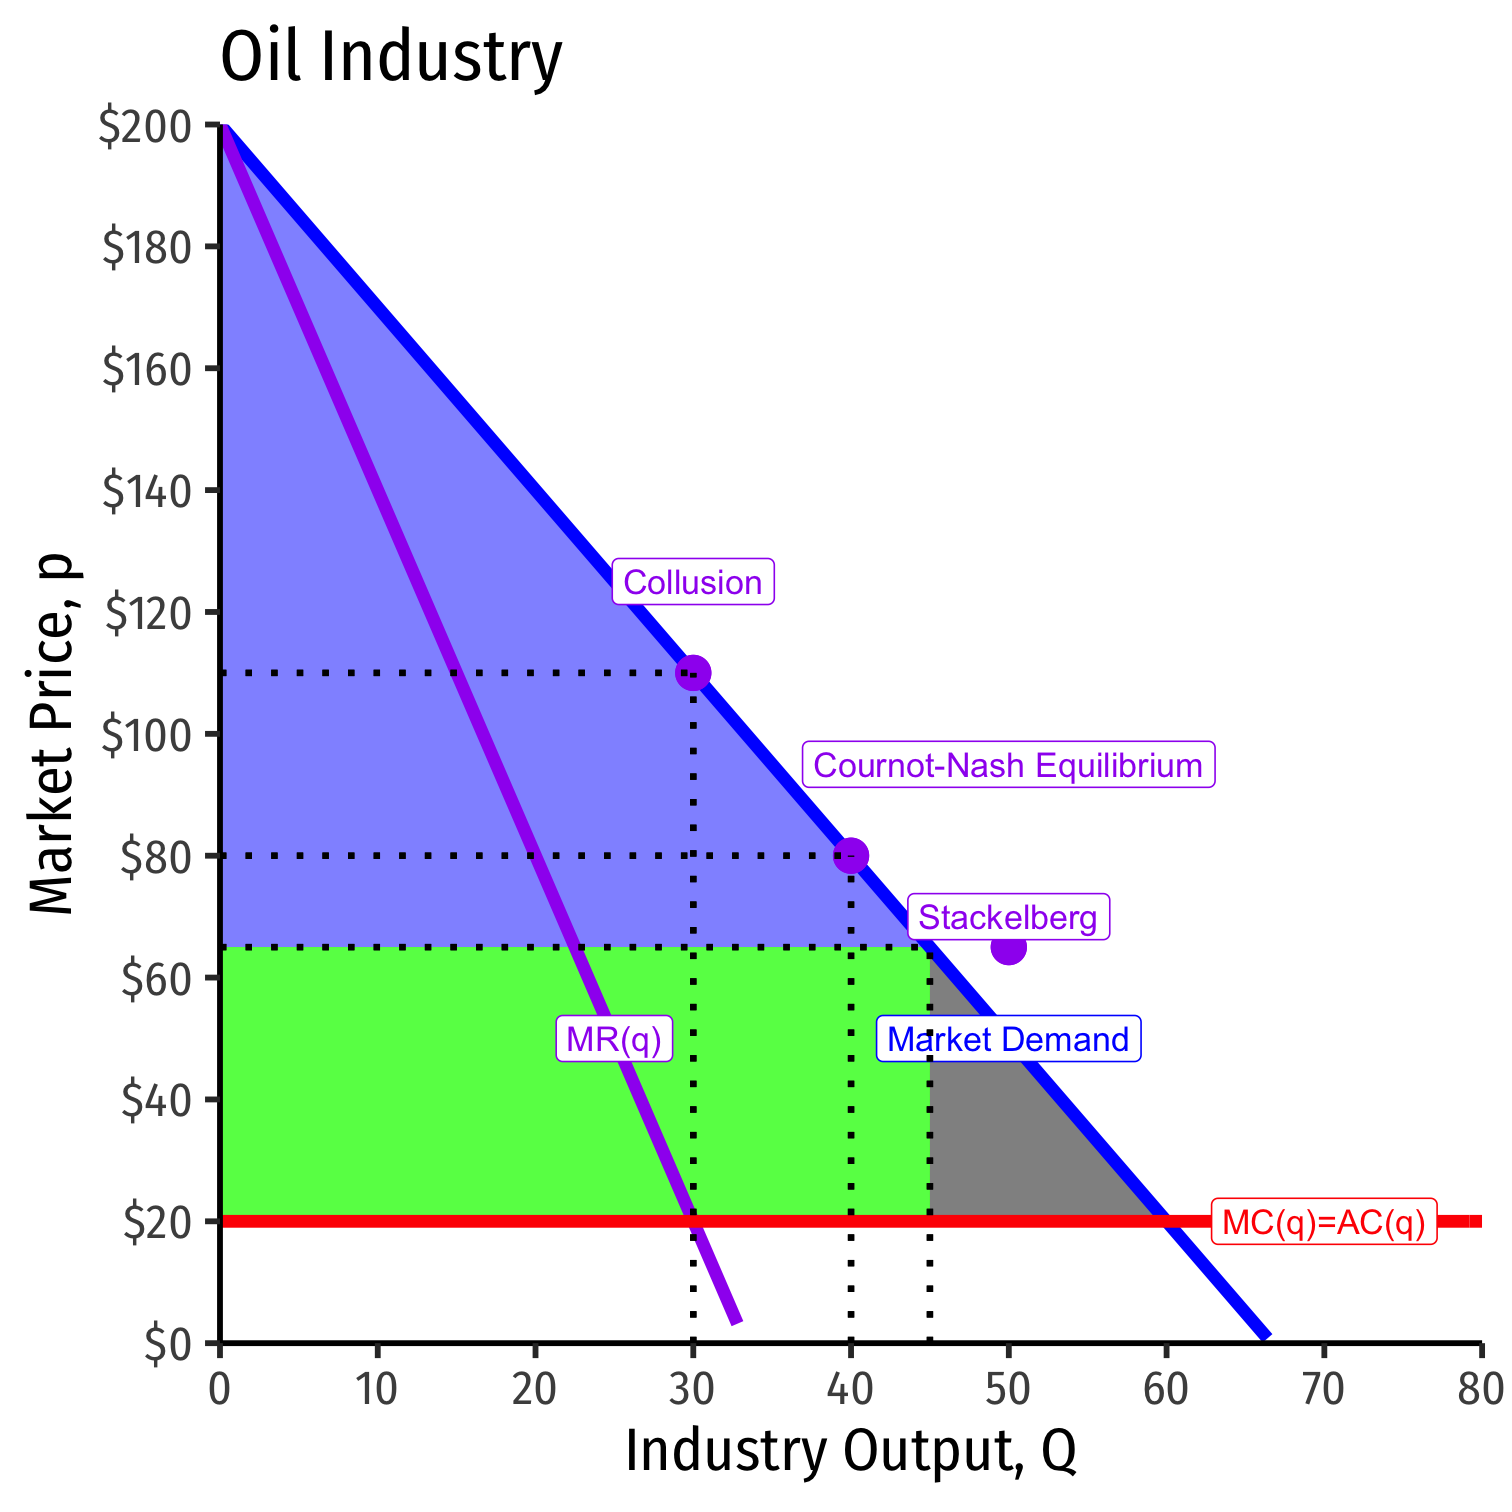 Oil Industry
$200
$180
$160
$140
$120
$100
$80
$60
$40
$20
$0
Market Price, p
Collusion
Cournot-Nash Equilibrium
Stackelberg
MR(q)
Market Demand
MC(q)=AC(q)
0 10 20 30 40 50 60 70 80
Industry Output, Q